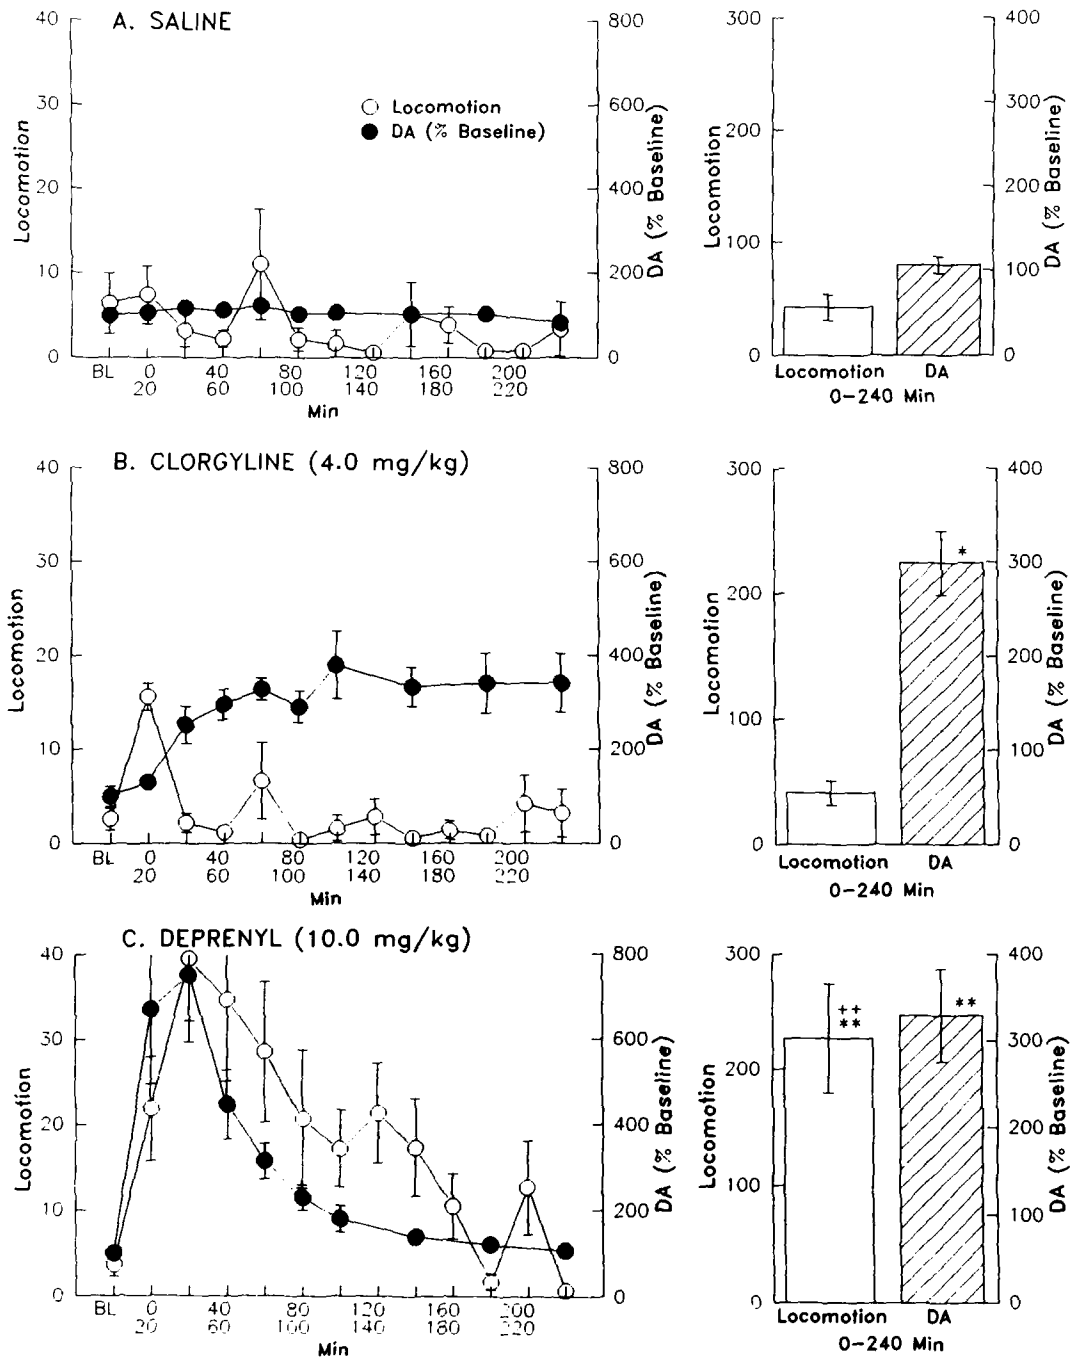 A. SALINE
40
30
20
10
0
Locomotion
800
600
400
200
0
DA (% Baseline)
Locomotion
DA (% Baseline)
BL 0 40 80 120 160 200
20 60 100 140 180 220
Min
300
200
100
0
Locomotion
400
300
200
100
0
DA (% Baseline)
Locomotion DA
0-240 Min
B. CLORGYLINE (4.0 mg/kg)
40
30
20
10
0
Locomotion
800
600
400
200
0
DA (% Baseline)
BL 0 40 80 120 160 200
20 60 100 140 180 220
Min
300
200
100
0
Locomotion
*
400
300
200
100
0
DA (% Baseline)
Locomotion DA
0-240 Min
C. DEPRENYL (10.0 mg/kg)
40
30
20
10
0
Locomotion
800
600
400
200
0
DA (% Baseline)
BL 0 40 80 120 160 200
20 60 100 140 180 220
Min
300
200
100
0
Locomotion
++
**
**
400
300
200
100
0
DA (% Baseline)
Locomotion DA
0-240 Min